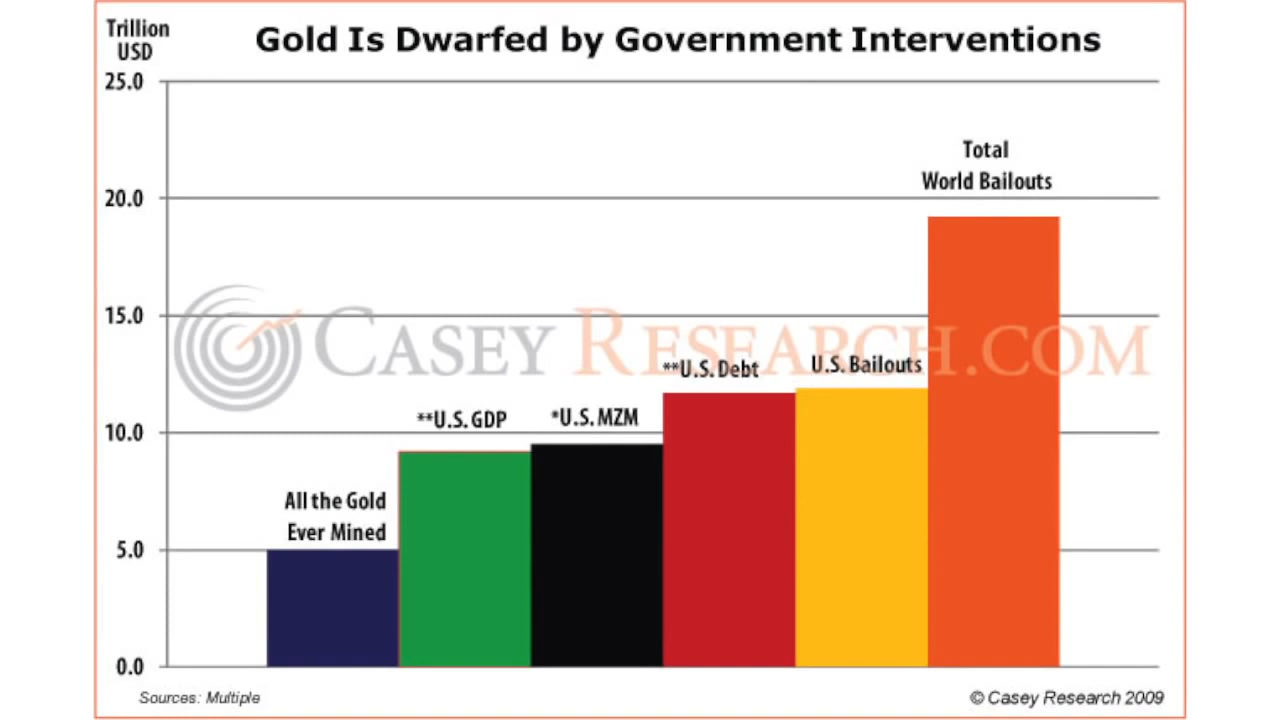 Trillion
USD
Gold Is Dwarfed by Government Interventions
25.0
20.0
15.0
10.0
5.0
0.0
All the Gold
Ever Mined
**U.S. GDP
*U.S. MZM
**U.S. Debt
U.S. Bailouts
Total
World Bailouts
CASEY RESEARCH.COM
Sources: Multiple
© Casey Research 2009